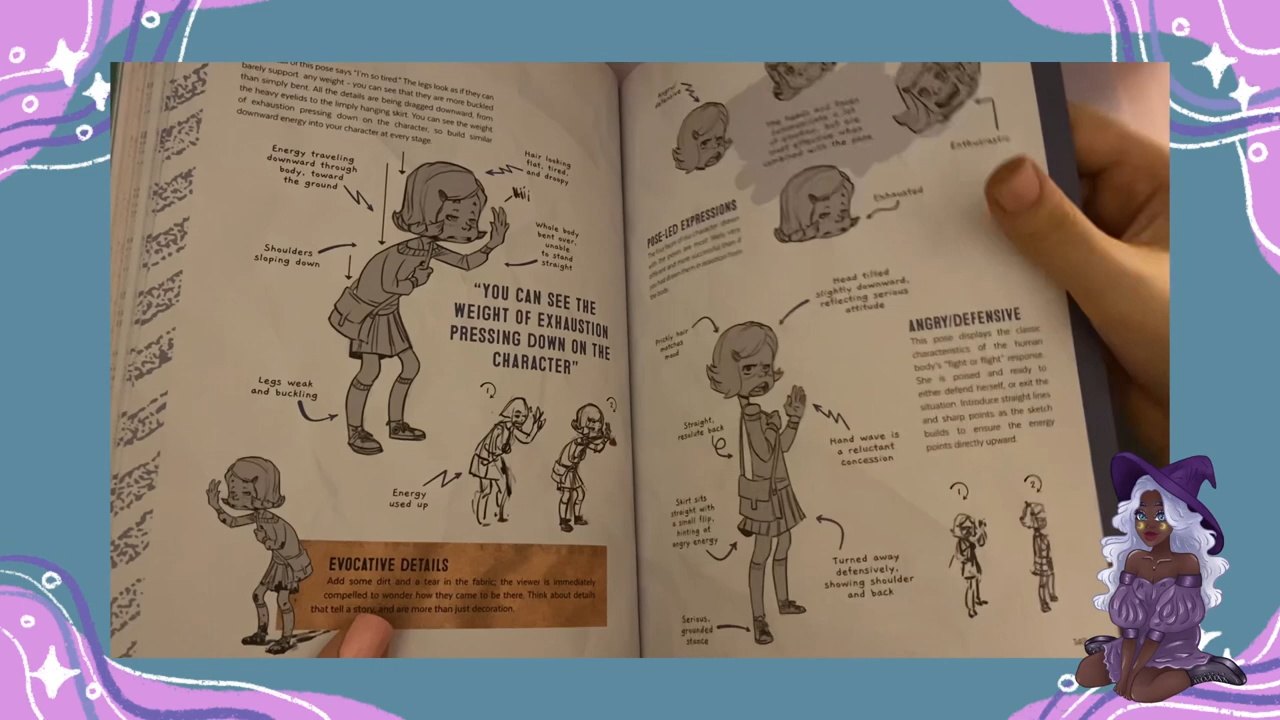 of this pose says "I'm so tired." The legs look as if they can
barely support any weight – you can see that they are more buckled
than simply bent. All the details are being dragged downward, from
the heavy eyelids to the limply hanging skirt. You can see the weight
of exhaustion pressing down on the character, so build similar
downward energy into your character at every stage.
Energy traveling
downward through
body, toward
the ground
Hair looking
flat, tired,
and droopy
Shoulders
sloping down
Whole body
bent over,
unable
to stand
straight
"YOU CAN SEE THE
WEIGHT OF EXHAUSTION
PRESSING DOWN ON THE
CHARACTER"
Legs weak
and buckling
Energy
used up
EVOCATIVE DETAILS
Add some dirt and a tear in the fabric; the viewer is immediately
compelled to wonder how they came to be there. Think about details
that tell a story, and are more than just decoration.
Angry/
defensive
Enthusiastic
Exhausted
POSE-LED EXPRESSIONS
Head tilted
slightly downward,
reflecting serious
attitude
Prickly hair
matches
mood
ANGRY/DEFENSIVE
This pose displays the classic
characteristics of the human
body's "fight or flight" response.
She is poised and ready to
either defend herself, or exit the
situation. Introduce straight lines
and sharp points as the sketch
builds to ensure the energy
points directly upward.
Straight,
resolute back
Hand wave is
a reluctant
concession
Skirt sits
straight with
a small flip,
hinting at
angry energy
Turned away
defensively,
showing shoulder
and back
Serious,
grounded
stance
1
2